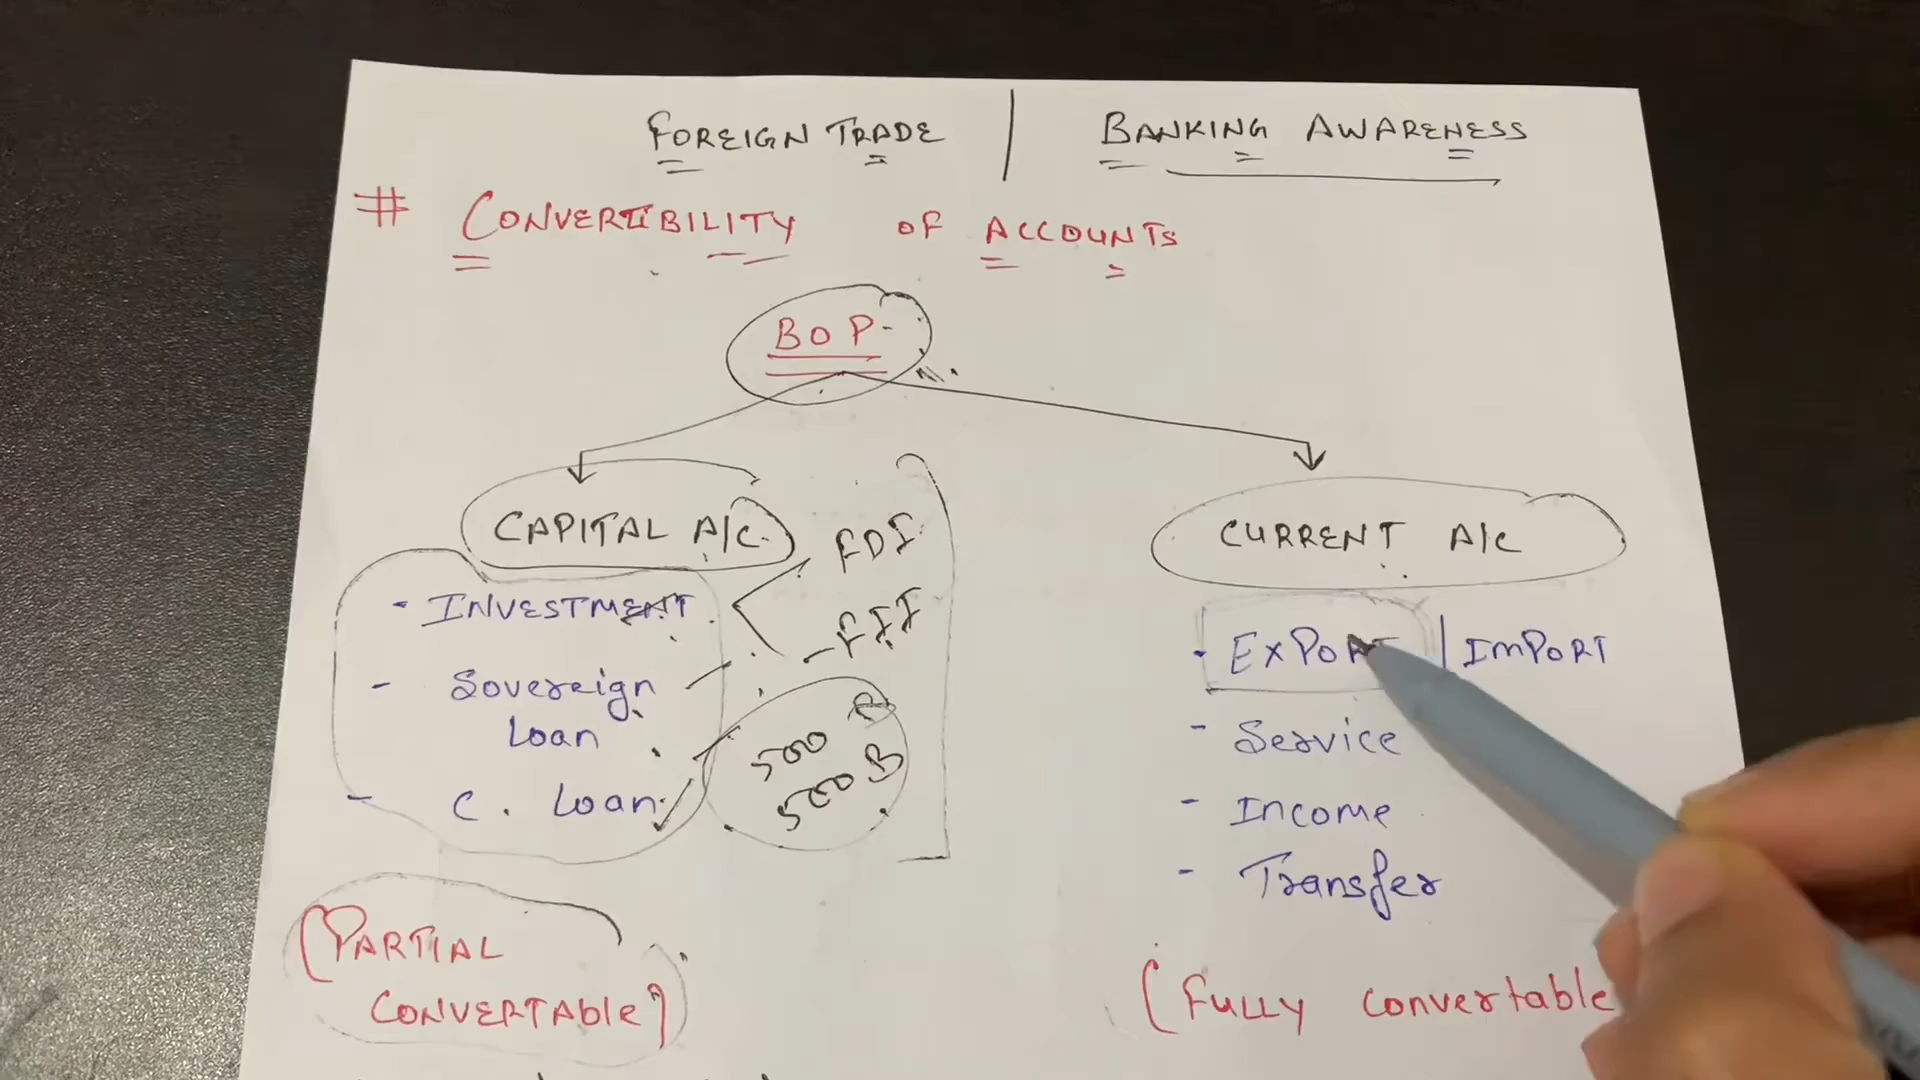 FOREIGN TRADE | BANKING AWARENESS
# CONVERTIBILITY OF ACCOUNTS
BOP
CAPITAL A/C
- INVESTMENT
- Sovereign
Loan
- C. Loan
FDI
- FII
500
500 B
(PARTIAL
CONVERTABLE)
CURRENT A/C
- EXPORT | IMPORT
- Service
- Income
- Transfer
(Fully convertable